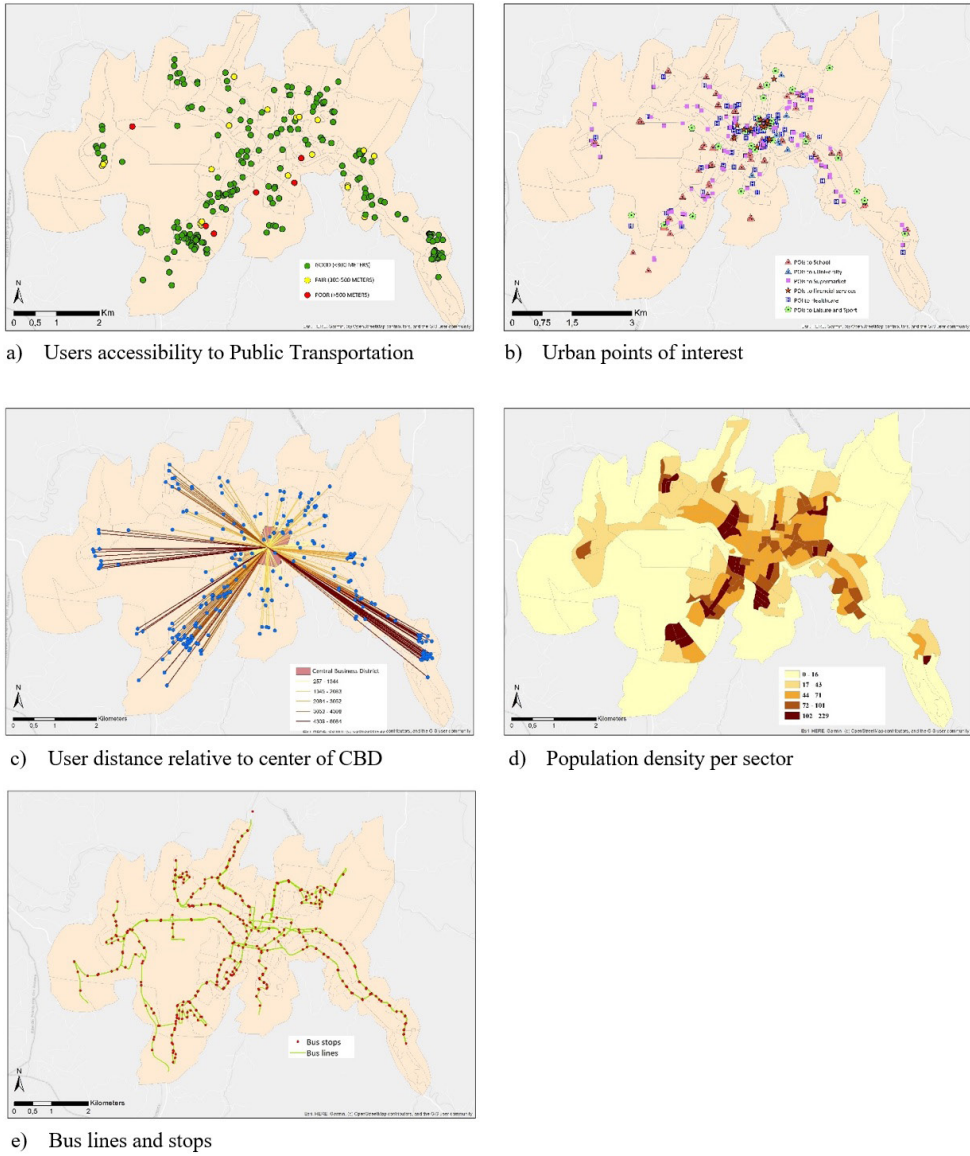 GOOD (<300 METERS)
FAIR (300-500 METERS)
POOR (>500 METERS)
N
Km
0 0,5 1 2
a) Users accessibility to Public Transportation
POIs to School
POIs to University
POIs to Supermarket
POIs to financial services
POIs to Healthcare
POIs to Leisure and Sport
N
Km
0 0,75 1,5 3
b) Urban points of interest
Central Business District
N
Kilometers
0 0,5 1 2
c) User distance relative to center of CBD
0 - 16
17 - 43
44 - 71
72 - 101
102 - 229
N
Kilometers
0 0,5 1 2
d) Population density per sector
Bus stops
Bus lines
N
Kilometers
0 0,5 1 2
e) Bus lines and stops